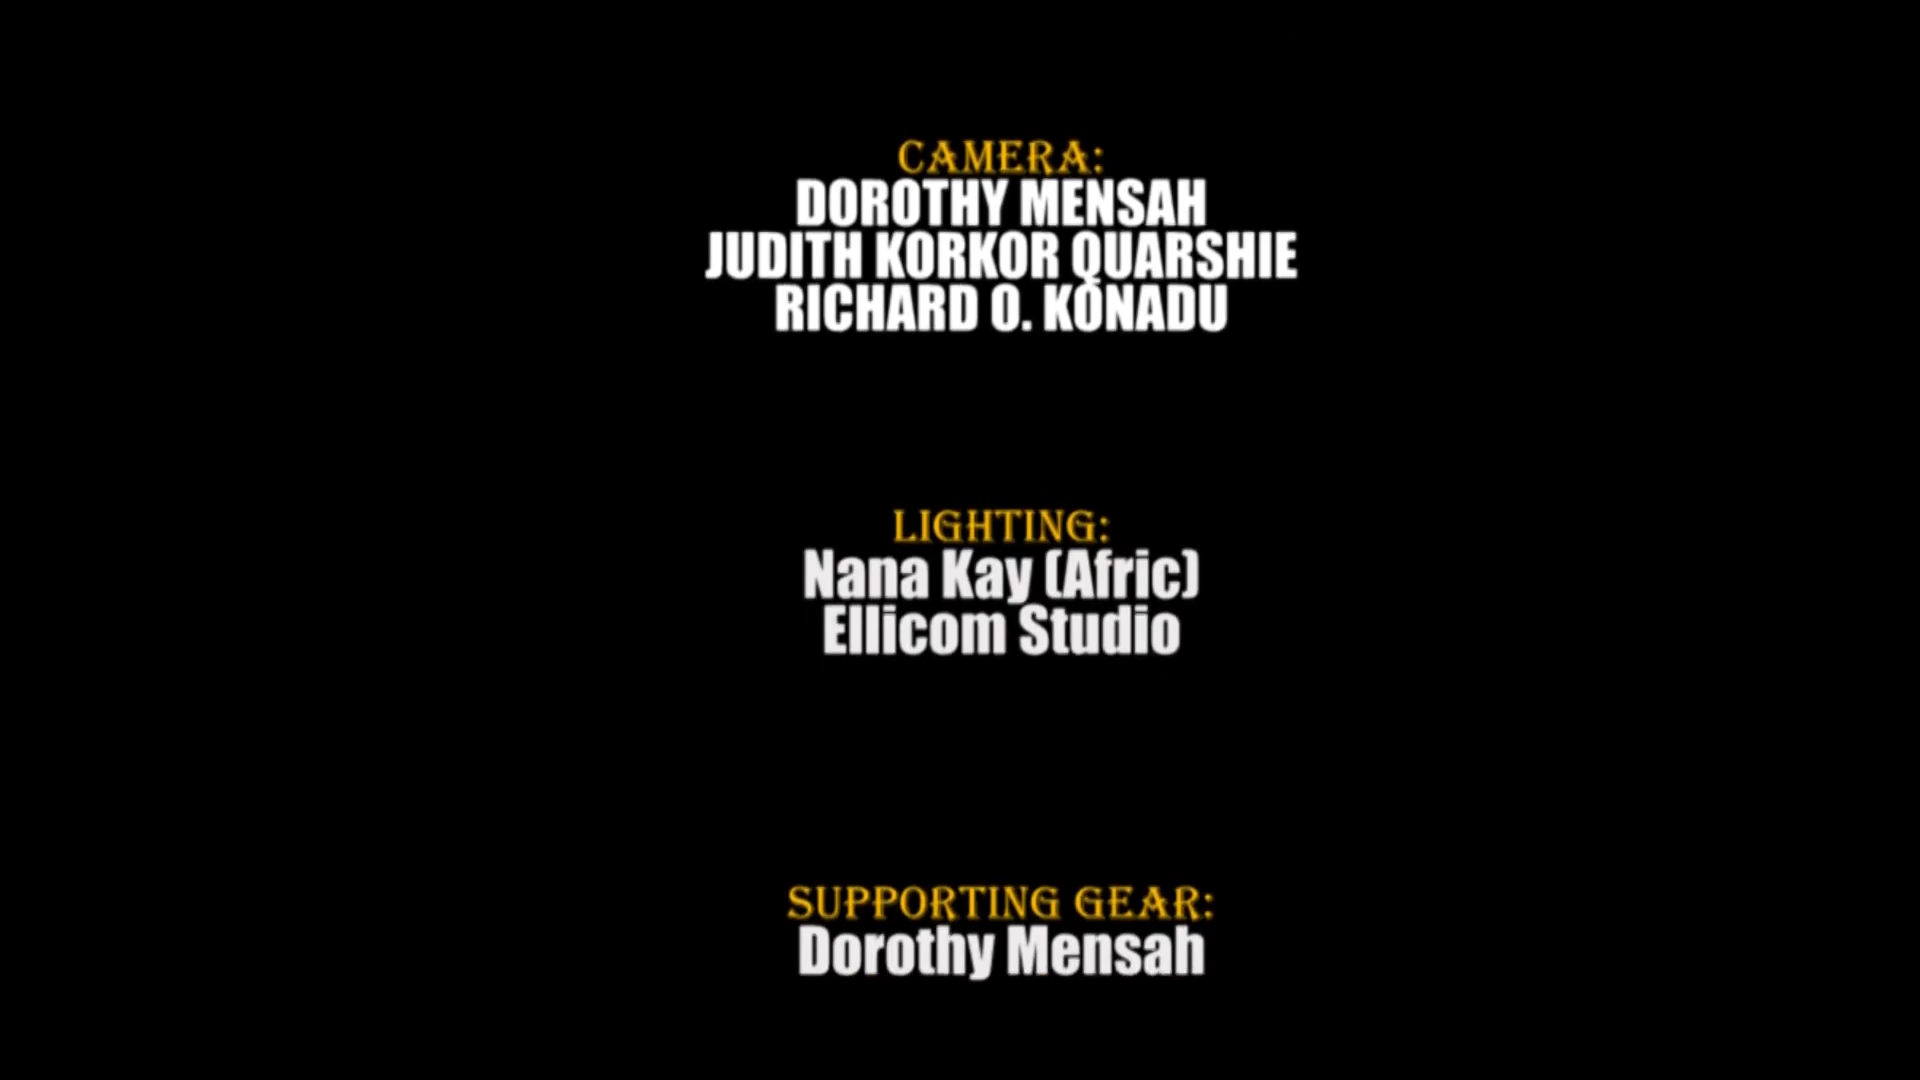 CAMERA:
DOROTHY MENSAH
JUDITH KORKOR QUARSHIE
RICHARD O. KONADU
LIGHTING:
Nana Kay (Afric)
Ellicom Studio
SUPPORTING GEAR:
Dorothy Mensah